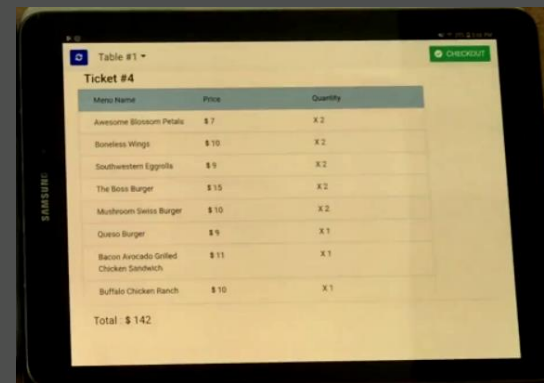 Table #1
CHECKOUT
Ticket #4
Menu Name Price Quantity
Awesome Blossom Petals $ 7 X 2
Boneless Wings $ 10 X 2
Southwestern Eggrolls $ 9 X 2
The Boss Burger $ 15 X 2
Mushroom Swiss Burger $ 10 X 2
Queso Burger $ 9 X 1
Bacon Avocado Grilled $ 11 X 1
Chicken Sandwich
Buffalo Chicken Ranch $ 10 X 1
Total : $ 142
SAMSUNG